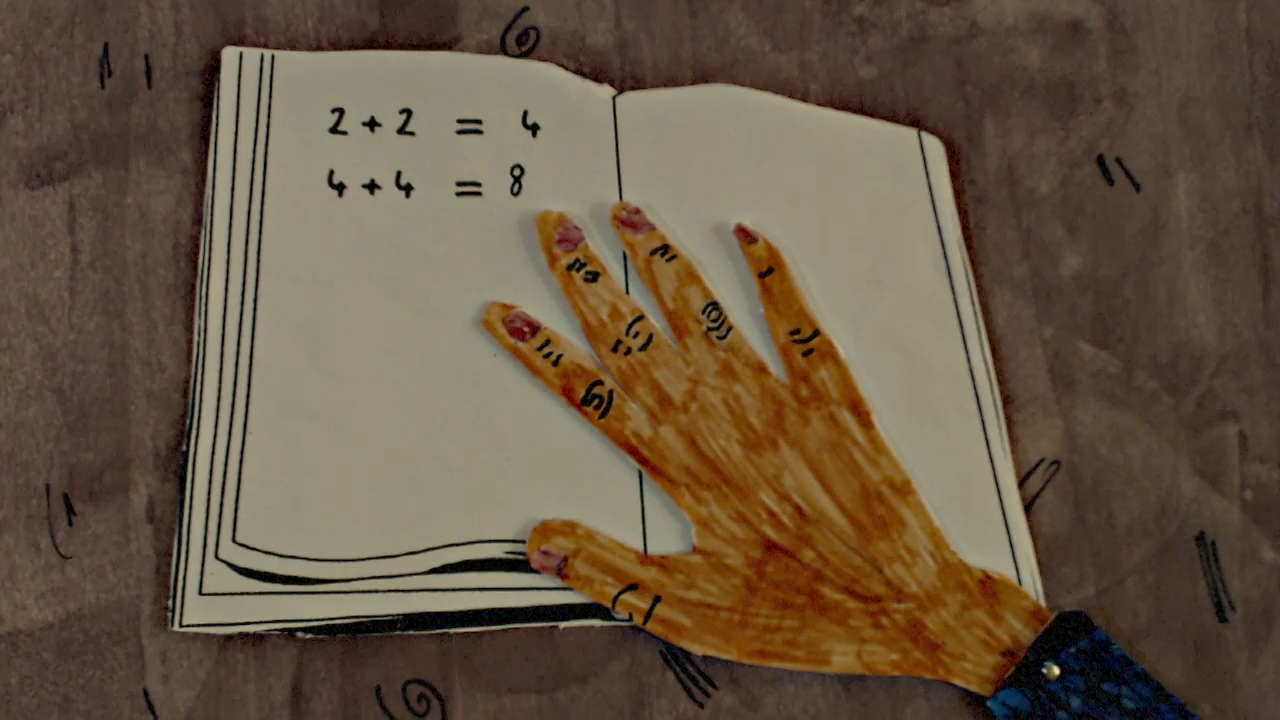 2 + 2 = 4
4 + 4 = 8